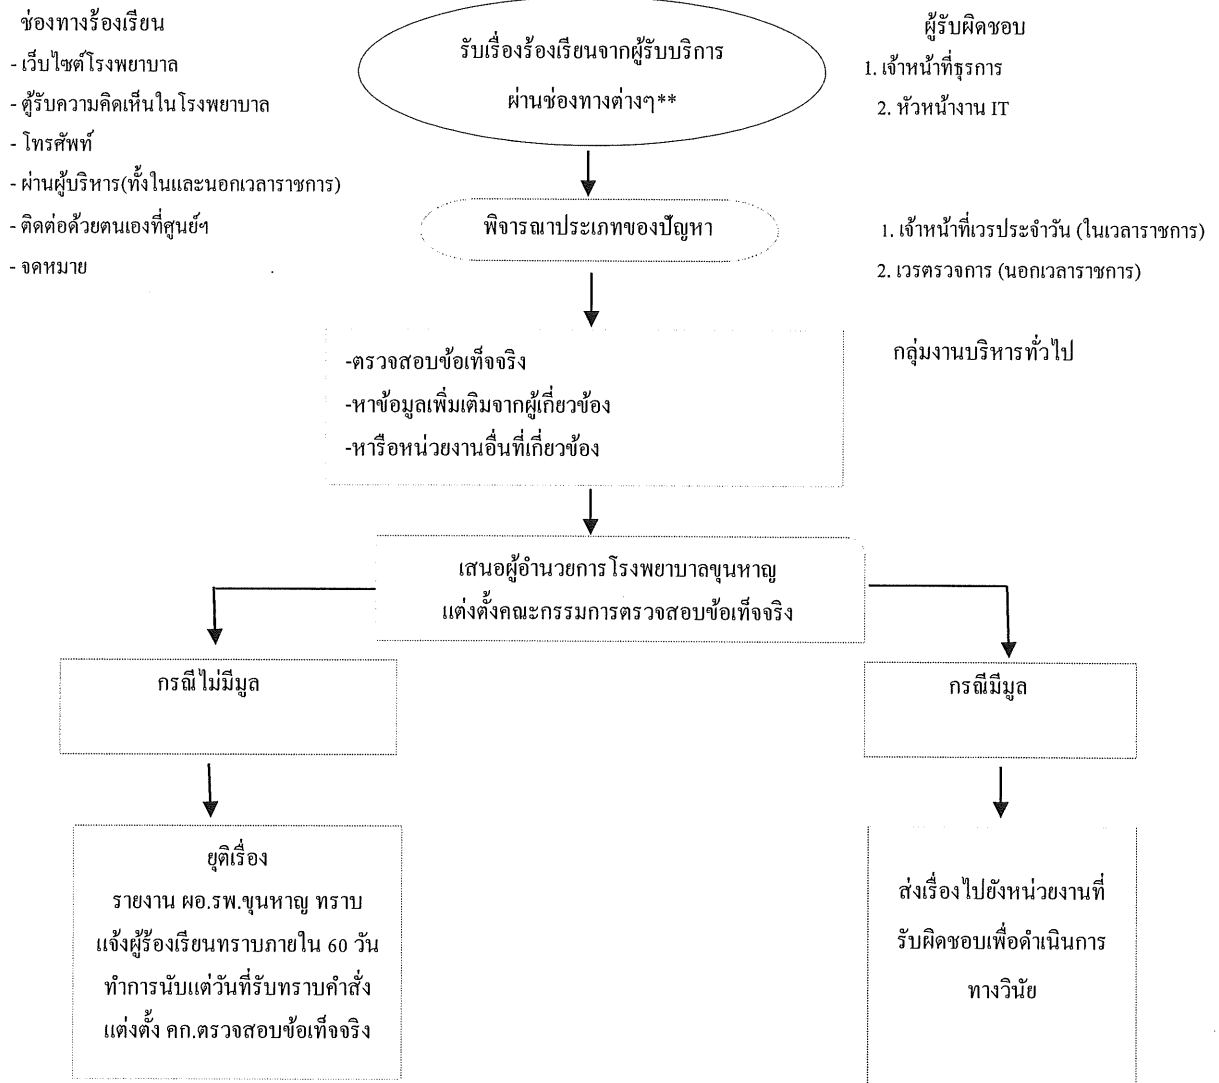 ช่องทางร้องเรียน
- เว็บไซต์โรงพยาบาล
- ตู้รับความคิดเห็นในโรงพยาบาล
- โทรศัพท์
- ผ่านผู้บริหาร(ทั้งในและนอกเวลาราชการ)
- ติดต่อด้วยตนเองที่ศูนย์ฯ
- จดหมาย
รับเรื่องร้องเรียนจากผู้รับบริการ
ผ่านช่องทางต่างๆ**
ผู้รับผิดชอบ
1. เจ้าหน้าที่ธุรการ
2. หัวหน้างาน IT
พิจารณาประเภทของปัญหา
1. เจ้าหน้าที่เวรประจำวัน (ในเวลาราชการ)
2. เวรตรวจการ (นอกเวลาราชการ)
-ตรวจสอบข้อเท็จจริง
-หาข้อมูลเพิ่มเติมจากผู้เกี่ยวข้อง
-หารือหน่วยงานอื่นที่เกี่ยวข้อง
กลุ่มงานบริหารทั่วไป
เสนอผู้อำนวยการโรงพยาบาลขุนหาญ
แต่งตั้งคณะกรรมการตรวจสอบข้อเท็จจริง
กรณีไม่มีมูล
กรณีมีมูล
ยุติเรื่อง
รายงาน ผอ.รพ.ขุนหาญ ทราบ
แจ้งผู้ร้องเรียนทราบภายใน 60 วัน
ทำการนับแต่วันที่รับทราบคำสั่ง
แต่งตั้ง คก.ตรวจสอบข้อเท็จจริง
ส่งเรื่องไปยังหน่วยงานที่
รับผิดชอบเพื่อดำเนินการ
ทางวินัย